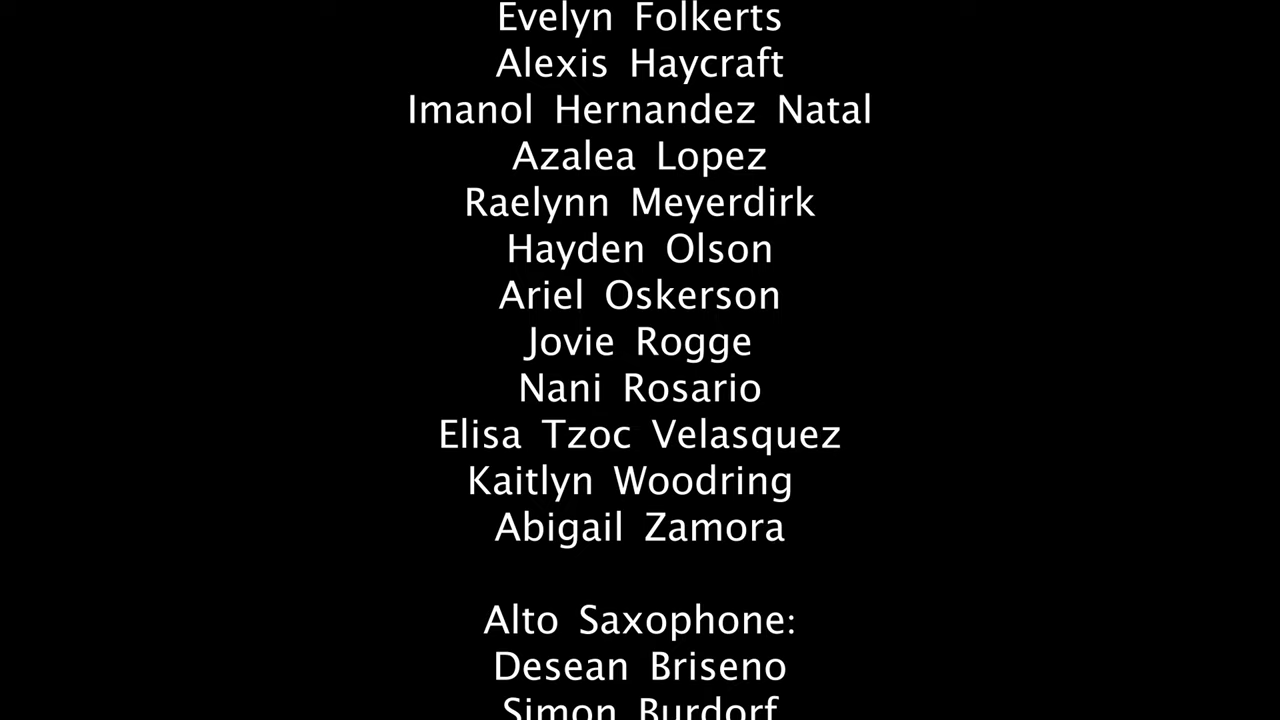 Evelyn Folkerts
Alexis Haycraft
Imanol Hernandez Natal
Azalea Lopez
Raelynn Meyerdirk
Hayden Olson
Ariel Oskerson
Jovie Rogge
Nani Rosario
Elisa Tzoc Velasquez
Kaitlyn Woodring
Abigail Zamora
Alto Saxophone:
Desean Briseno
Simon Burdorf